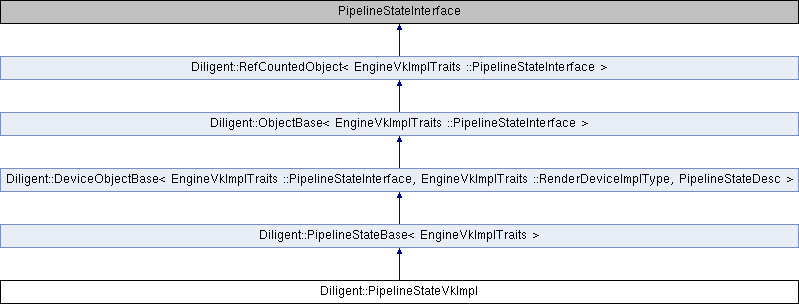 PipelineStateInterface
Diligent::RefCountedObject< EngineVkImplTraits ::PipelineStateInterface >
Diligent::ObjectBase< EngineVkImplTraits ::PipelineStateInterface >
Diligent::DeviceObjectBase< EngineVkImplTraits ::PipelineStateInterface, EngineVkImplTraits ::RenderDeviceImplType, PipelineStateDesc >
Diligent::PipelineStateBase< EngineVkImplTraits >
Diligent::PipelineStateVkImpl